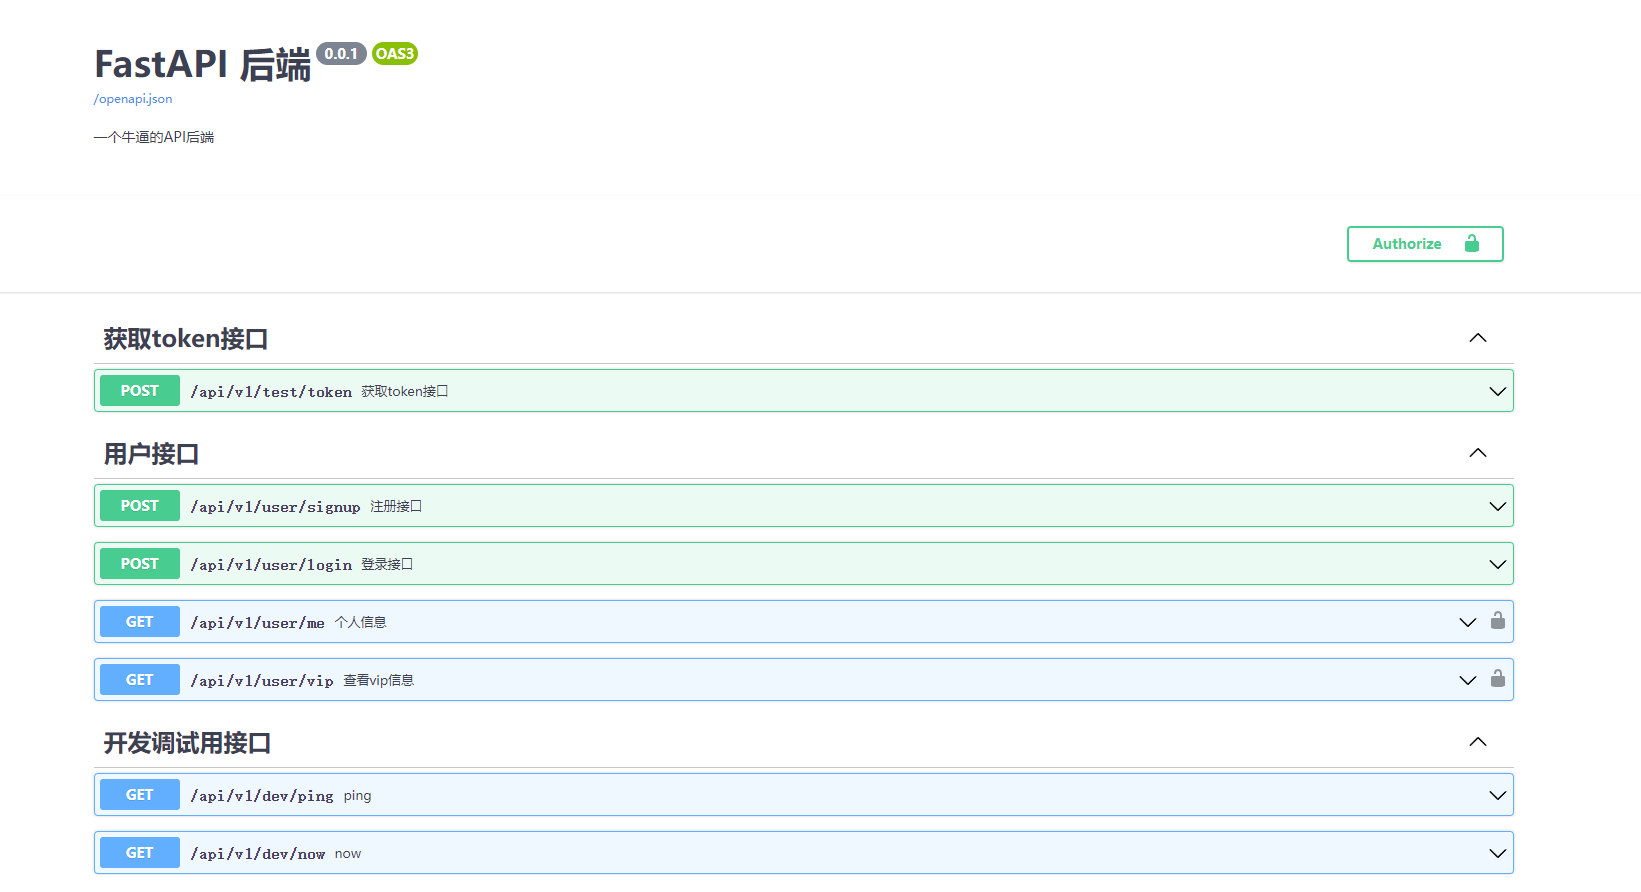 FastAPI 后端 0.0.1 OAS3
/openapi.json
一个牛逼的API后端
Authorize
获取token接口
POST /api/v1/test/token 获取token接口
用户接口
POST /api/v1/user/signup 注册接口
POST /api/v1/user/login 登录接口
GET /api/v1/user/me 个人信息
GET /api/v1/user/vip 查看vip信息
开发调试用接口
GET /api/v1/dev/ping ping
GET /api/v1/dev/now now